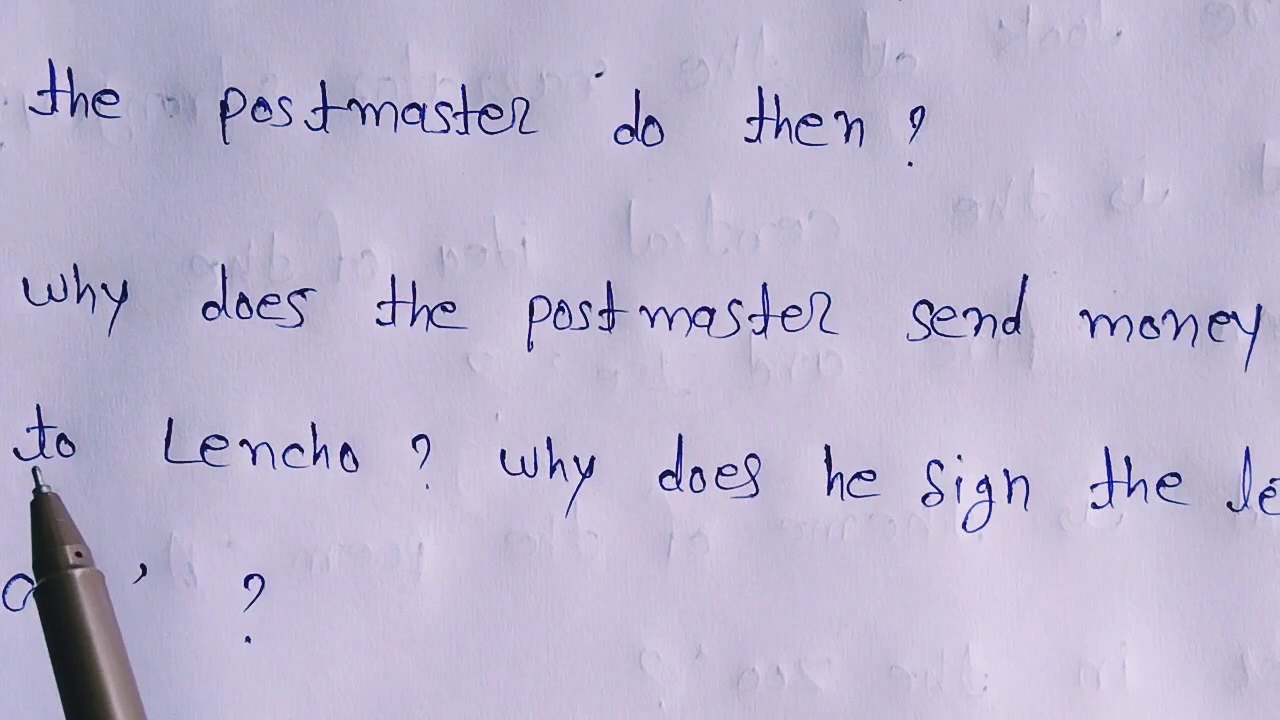 the postmaster do then ?
why does the postmaster send money
to Lencho ? why does he sign the
?